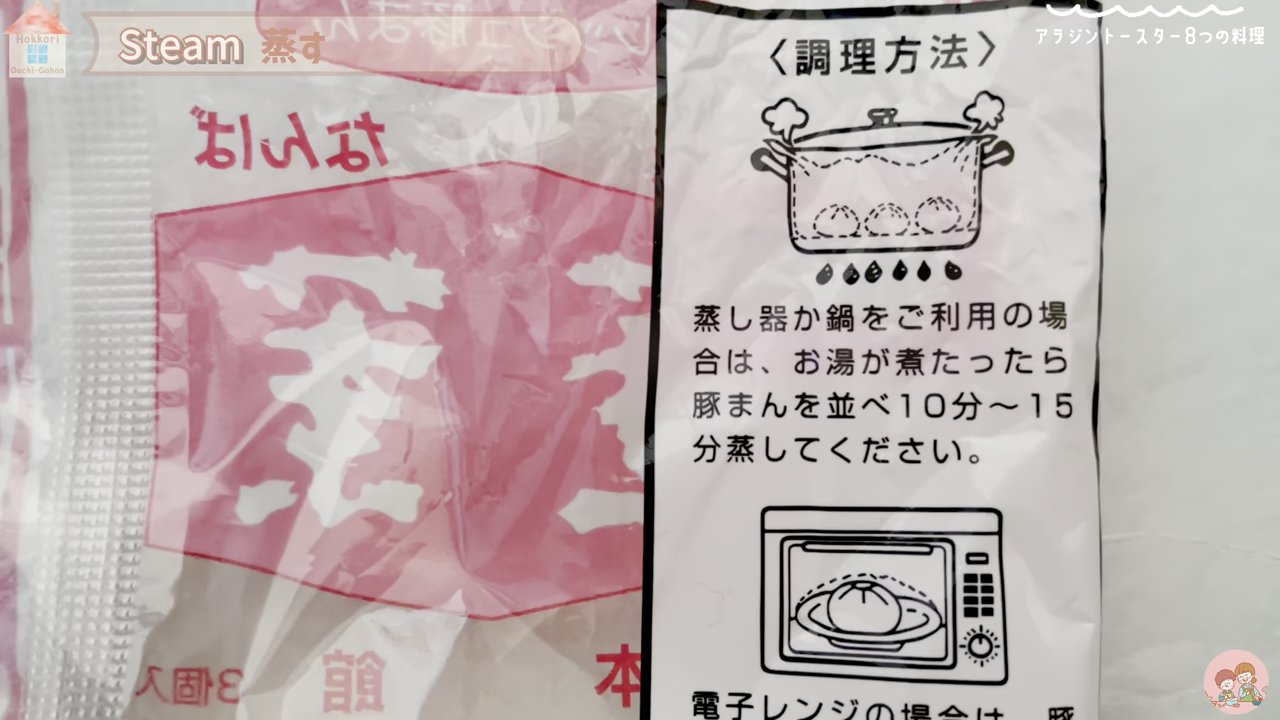 Hokkori
Ouchi-Gohan
Steam 蒸す
アラジントースター8つの料理
なんば
本館
3個入
〈調理方法〉
蒸し器か鍋をご利用の場
合は、お湯が煮たったら
豚まんを並べ10分〜15
分蒸してください。
電子レンジの場合は、豚